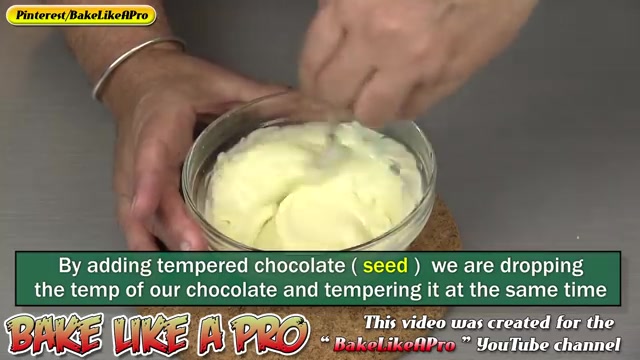 Pinterest/BakeLikeAPro
By adding tempered chocolate ( seed ) we are dropping
the temp of our chocolate and tempering it at the same time
BAKE LIKE A PRO
This video was created for the
“ BakeLikeAPro ” YouTube channel